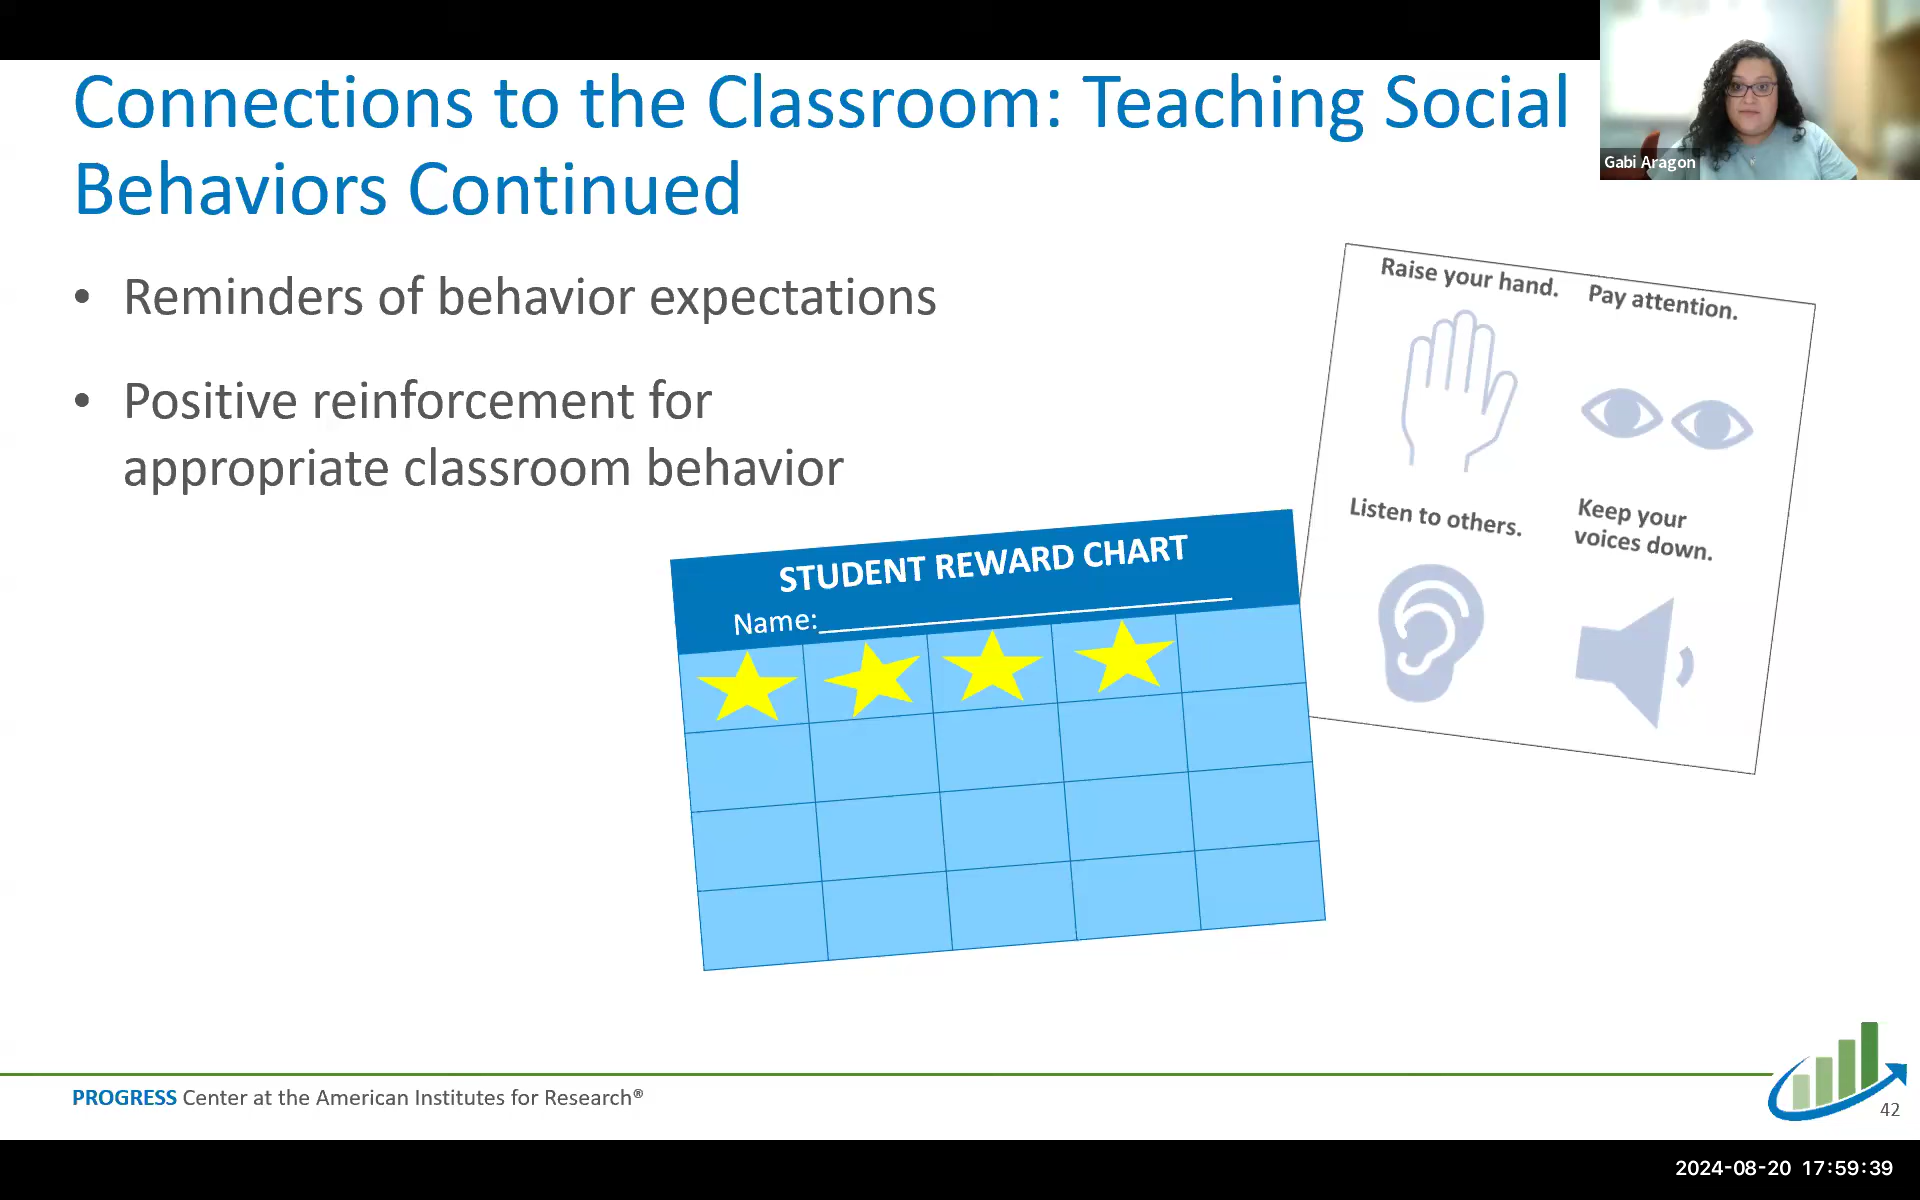 Connections to the Classroom: Teaching Social
Behaviors Continued
Gabi Aragon
• Reminders of behavior expectations
• Positive reinforcement for
appropriate classroom behavior
Raise your hand.
Pay attention.
Listen to others.
Keep your
voices down.
STUDENT REWARD CHART
Name:
PROGRESS Center at the American Institutes for Research®
42
2024-08-20 17:59:39